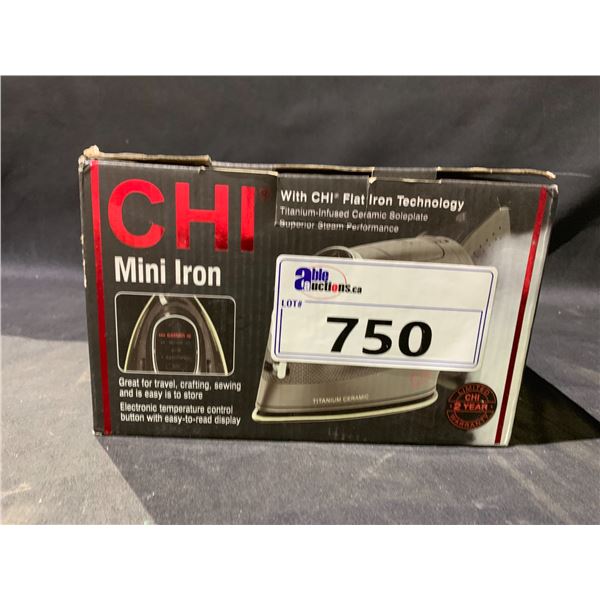 CHI®
With CHI® Flat Iron Technology
Titanium-Infused Ceramic Soleplate
Superior Steam Performance
Mini Iron
able auctions.ca
LOT#
750
Great for travel, crafting, sewing
and is easy to store
Electronic temperature control
button with easy-to-read display
TITANIUM CERAMIC
LIMITED
CHI
2 YEAR
WARRANTY